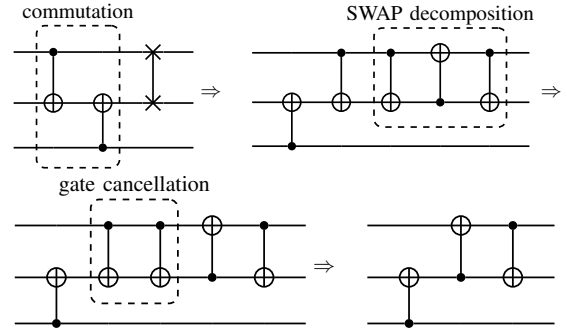 commutation
SWAP decomposition
⇒
⇒
gate cancellation
⇒